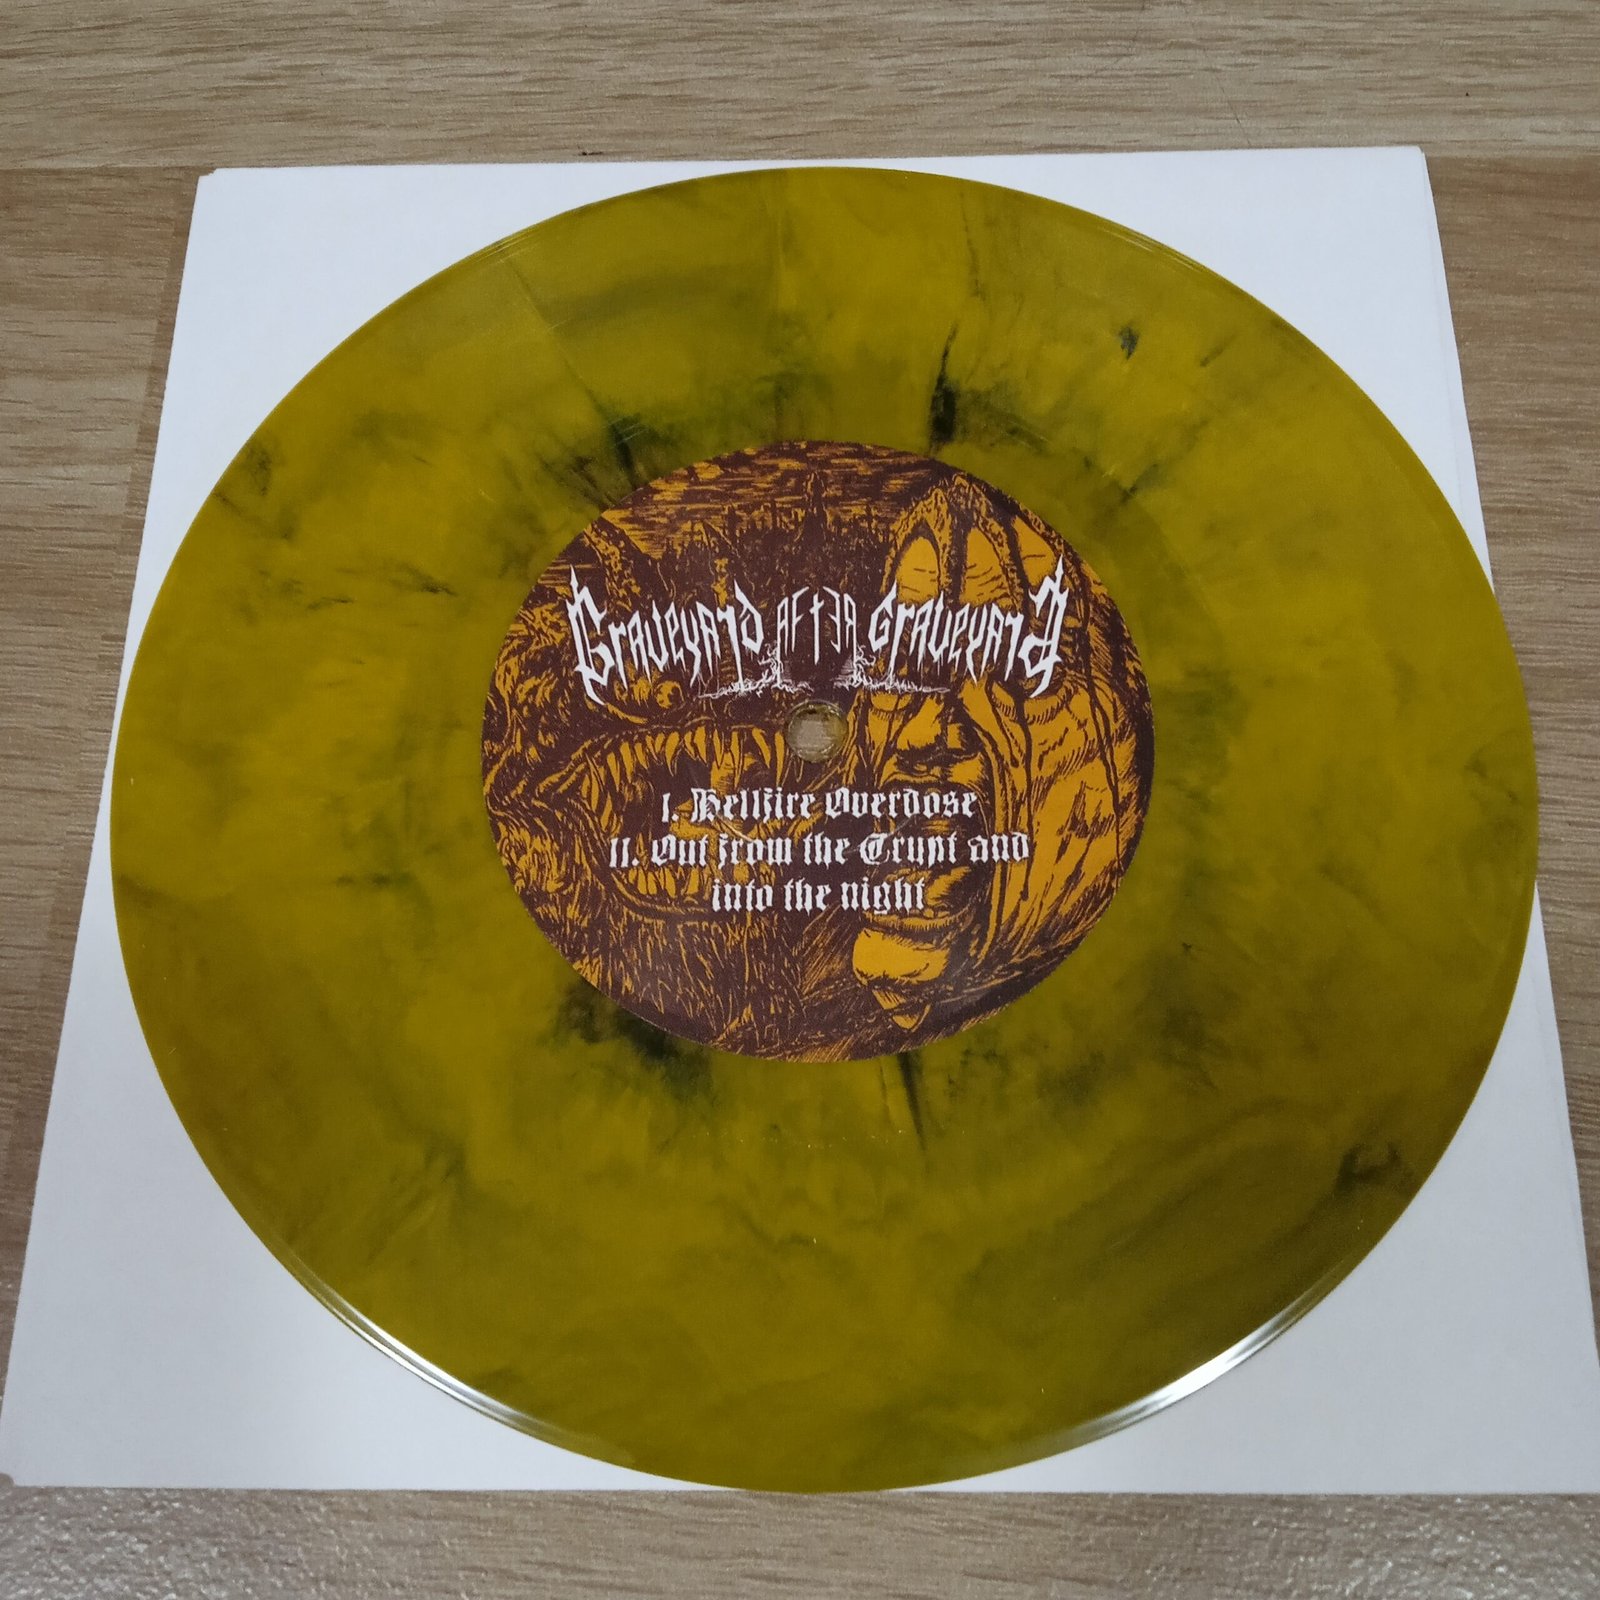 Graveyard AFTER Graveyard
I. Hellfire Overdose
II. Out from the Crypt and
into the night